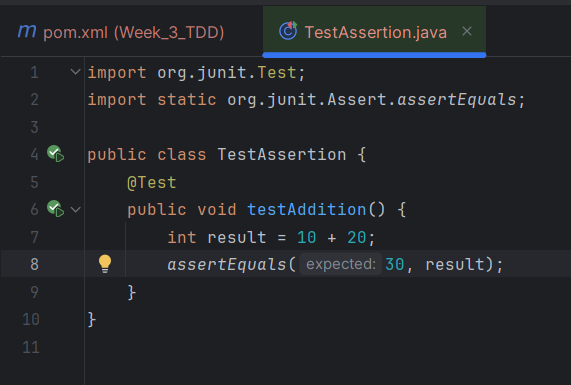 m pom.xml (Week_3_TDD) TestAssertion.java
1 import org.junit.Test;
2 import static org.junit.Assert.assertEquals;
3
4 public class TestAssertion {
5 @Test
6 public void testAddition() {
7 int result = 10 + 20;
8 assertEquals( expected: 30, result);
9 }
10 }
11